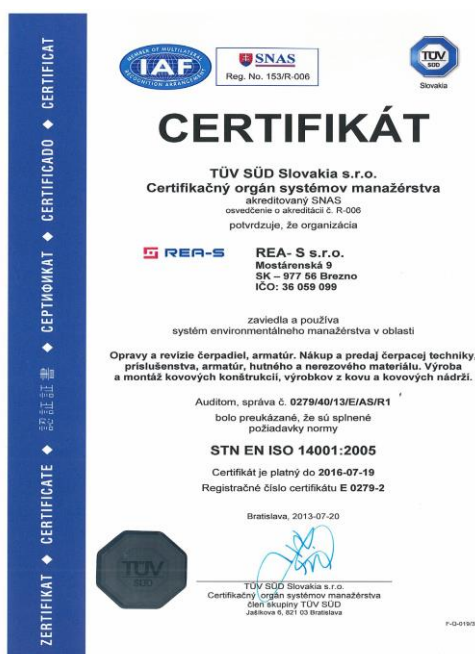 MEMBER OF MULTILATERAL
IAF
RECOGNITION ARRANGEMENT
SNAS
Reg. No. 153/R-006
TÜV
SÜD
Slovakia
CERTIFIKÁT
TÜV SÜD Slovakia s.r.o.
Certifikačný orgán systémov manažérstva
akreditovaný SNAS
osvedčenie o akreditácii č. R-006
potvrdzuje, že organizácia
REA-S
REA- S s.r.o.
Mostárenská 9
SK – 977 56 Brezno
IČO: 36 059 099
zaviedla a používa
systém environmentálneho manažérstva v oblasti
Opravy a revízie čerpadiel, armatúr. Nákup a predaj čerpacej techniky,
príslušenstva, armatúr, hutného a nerezového materiálu. Výroba
a montáž kovových konštrukcií, výrobkov z kovu a kovových nádrží.
Auditom, správa č. 0279/40/13/E/AS/R1
bolo preukázané, že sú splnené
požiadavky normy
STN EN ISO 14001:2005
Certifikát je platný do 2016-07-19
Registračné číslo certifikátu E 0279-2
Bratislava, 2013-07-20
TÜV
SÜD
TÜV SÜD Slovakia s.r.o.
Certifikačný orgán systémov manažérstva
člen skupiny TÜV SÜD
Jašíkova 6, 821 03 Bratislava
ZERTIFIKAT ◆ CERTIFICATE ◆ 認証証書 ◆ СЕРТИФИКАТ ◆ CERTIFICADO ◆ CERTIFICAT